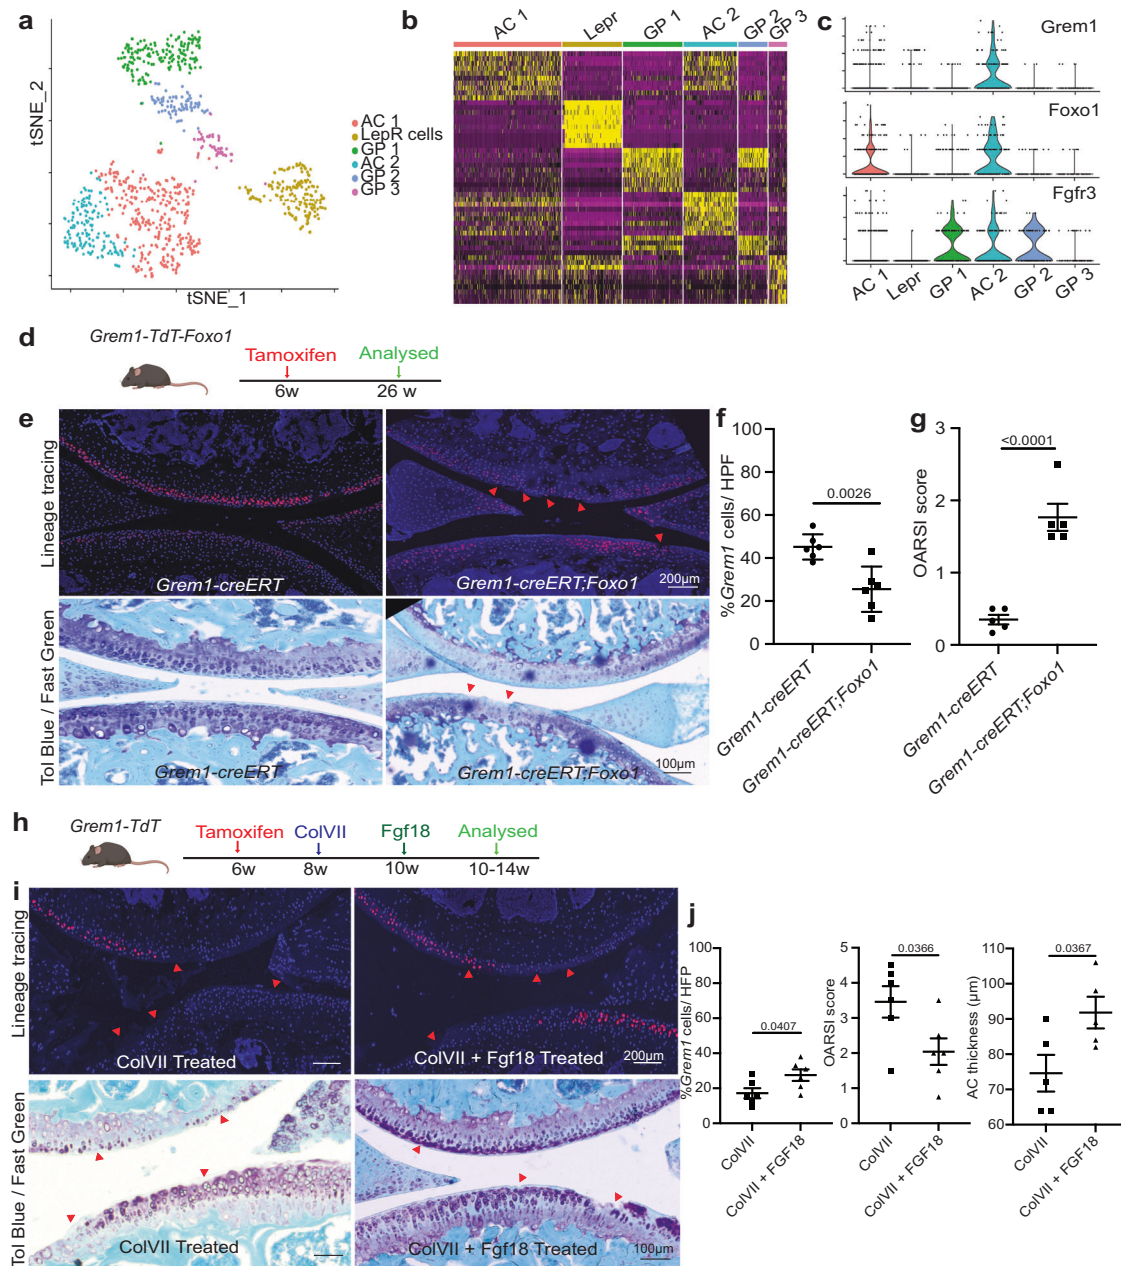 a
tSNE_2
tSNE_1
AC 1
LepR cells
GP 1
AC 2
GP 2
GP 3
b
AC 1
Lepr
GP 1
AC 2
GP 2
GP 3
c
Grem1
Foxo1
Fgfr3
AC 1
Lepr
GP 1
AC 2
GP 2
GP 3
d
Grem1-TdT-Foxo1
Tamoxifen
Analysed
6w
26 w
e
Lineage tracing
Grem1-creERT
Grem1-creERT;Foxo1
200µm
Tol Blue / Fast Green
Grem1-creERT
Grem1-creERT;Foxo1
100µm
f
%Grem1 cells/ HPF
100
80
60
40
20
0
0.0026
Grem1-creERT
Grem1-creERT;Foxo1
g
OARSI score
3
2
1
0
<0.0001
Grem1-creERT
Grem1-creERT;Foxo1
h
Grem1-TdT
Tamoxifen
ColVII
Fgf18
Analysed
6w
8w
10w
10-14w
i
Lineage tracing
ColVII Treated
ColVII + Fgf18 Treated
200µm
Tol Blue / Fast Green
ColVII Treated
ColVII + Fgf18 Treated
100µm
j
%Grem1 cells/ HFP
100
80
60
40
20
0
0.0407
ColVII
ColVII + FGF18
OARSI score
5
4
3
2
1
0
0.0366
ColVII
ColVII + FGF18
AC thickness (µm)
110
100
90
80
70
60
0.0367
ColVII
ColVII + FGF18